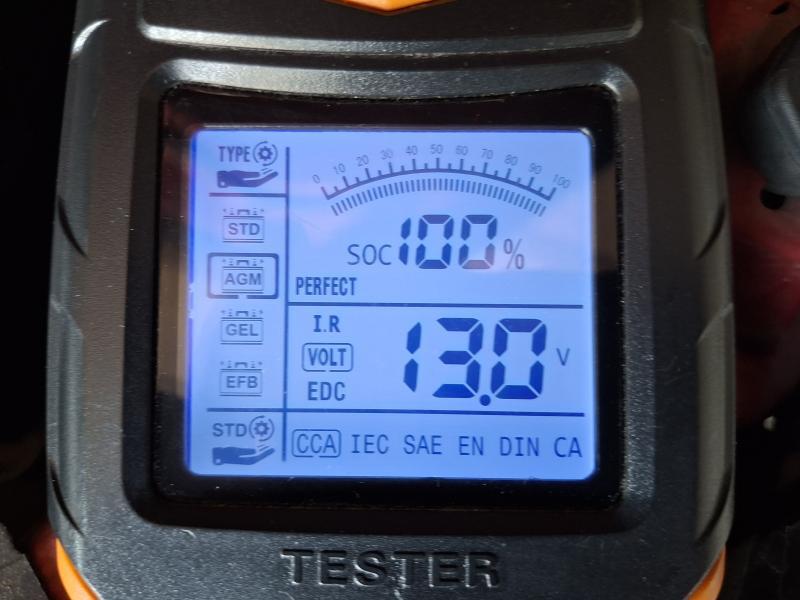 TYPE
0 10 20 30 40 50 60 70 80 90 100
STD
SOC 100 %
AGM
PERFECT
GEL
I.R
VOLT 13.0 V
EFB
EDC
STD
CCA IEC SAE EN DIN CA
TESTER